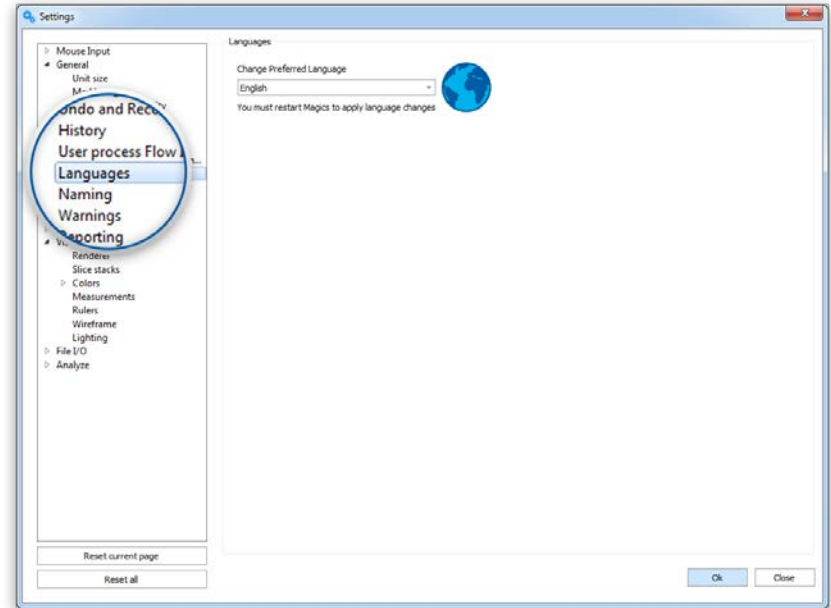 Settings
Mouse Input
General
Unit size
Undo and Reco
History
User process Flow
Languages
Naming
Warnings
Reporting
Renderer
Slice stacks
Colors
Measurements
Rulers
Wireframe
Lighting
File I/O
Analyze
Reset current page
Reset all
Languages
Change Preferred Language
English
You must restart Magics to apply language changes
Ok
Close